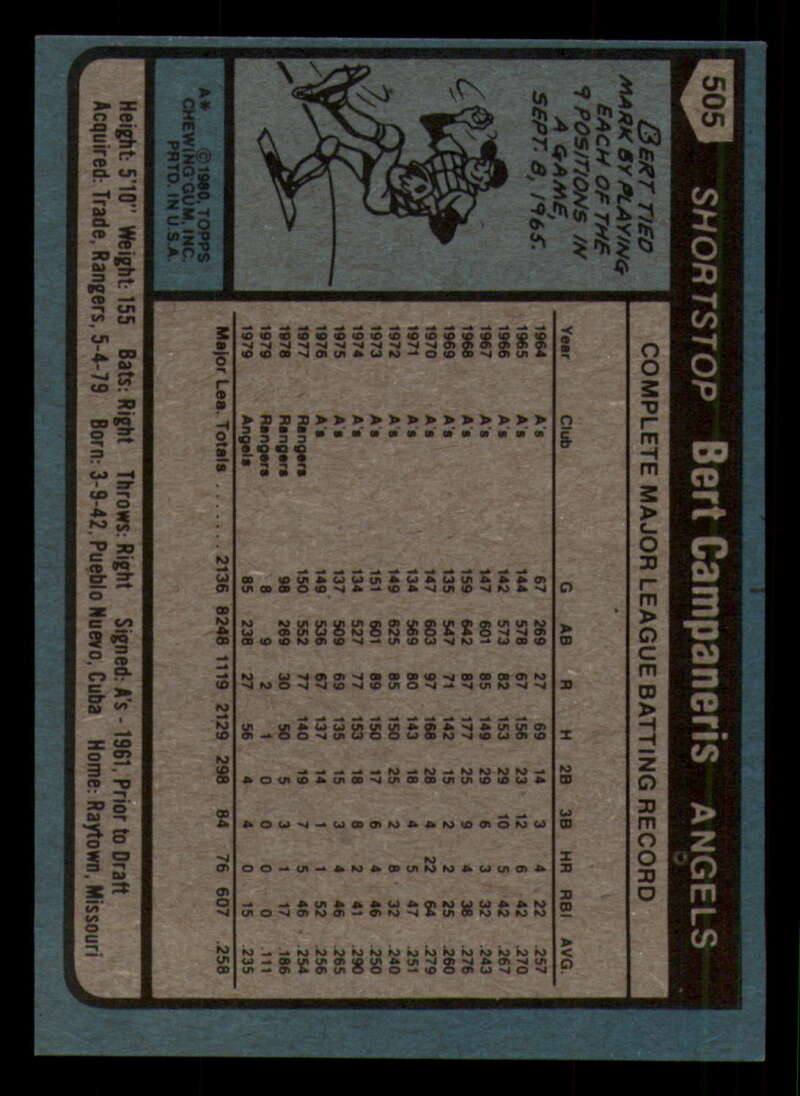 505 SHORTSTOP Bert Campaneris ANGELS
BERT TIED
MARK BY PLAYING
EACH OF THE
9 POSITIONS IN
A GAME,
SEPT. 8, 1965.
A* © 1980 TOPPS
CHEWING GUM, INC.
PRTD. IN U.S.A.
COMPLETE MAJOR LEAGUE BATTING RECORD
Year Club G AB R H 2B 3B HR RBI AVG.
1964 A's 67 269 27 69 14 3 4 22 .257
1965 A's 144 578 67 156 23 12 6 42 .270
1966 A's 142 573 82 153 29 10 5 42 .267
1967 A's 147 601 85 149 29 6 3 32 .243
1968 A's 159 642 87 177 25 9 4 38 .276
1969 A's 135 547 71 142 15 2 2 25 .260
1970 A's 147 603 97 168 28 4 22 64 .279
1971 A's 134 569 80 143 18 4 5 47 .251
1972 A's 149 625 85 150 25 2 8 32 .240
1973 A's 151 601 89 150 17 6 4 46 .250
1974 A's 134 527 77 153 18 8 2 41 .290
1975 A's 137 509 69 135 15 3 4 46 .265
1976 A's 149 536 67 137 14 1 1 52 .256
1977 Rangers 150 552 77 140 19 7 5 46 .254
1978 Rangers 98 269 30 50 5 3 1 17 .186
1979 Rangers 8 9 2 1 0 0 0 0 .111
1979 Angels 85 238 27 56 4 4 0 15 .235
Major Lea. Totals ....... 2136 8248 1119 2129 298 84 76 607 .258
Height: 5'10" Weight: 155 Bats: Right Throws: Right Signed: A's - 1961, Prior to Draft
Acquired: Trade, Rangers, 5-4-79 Born: 3-9-42, Pueblo Nuevo, Cuba Home: Raytown, Missouri